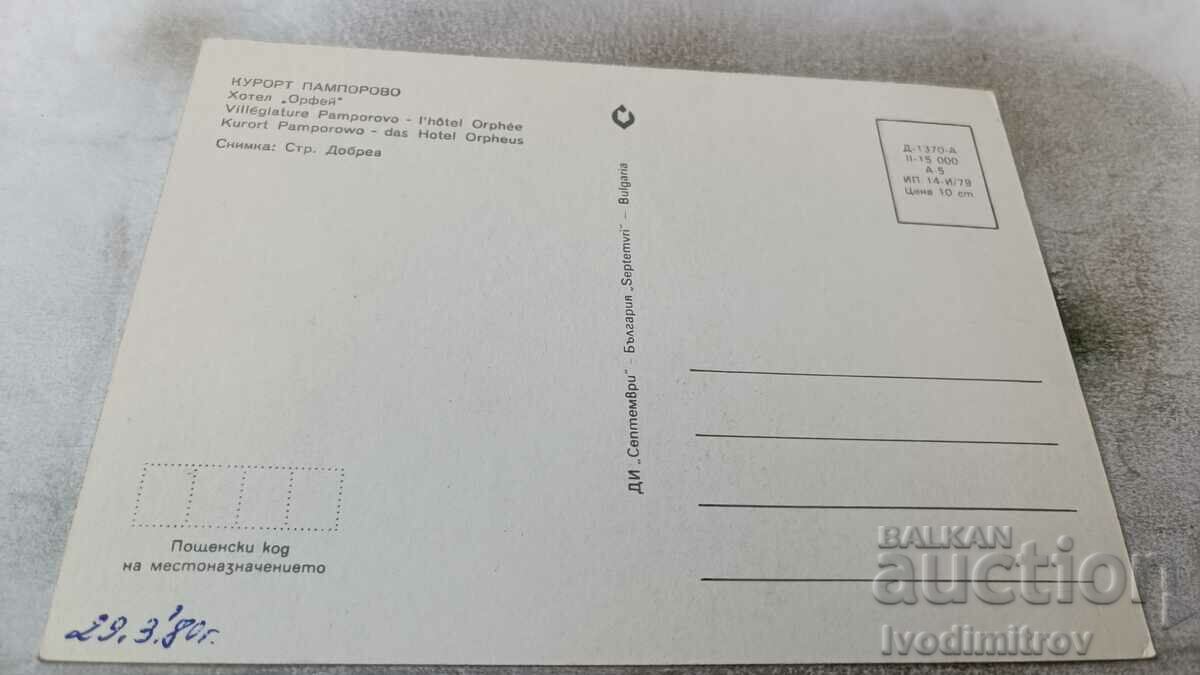 КУРОРТ ПАМПОРОВО
Хотел „Орфей"
Villégiature Pamporovo - l'hôtel Orphée
Kurort Pamporowo - das Hotel Orpheus
Снимка: Стр. Добрев
ДИ „Септември" - България „Septemvri" - Bulgaria
Д-1370-А
II-15 000
А-5
ИП 14-И/79
Цена 10 ст
Пощенски код
на местоназначението
29.3.80г.
BALKAN
auction
Ivodimitrov